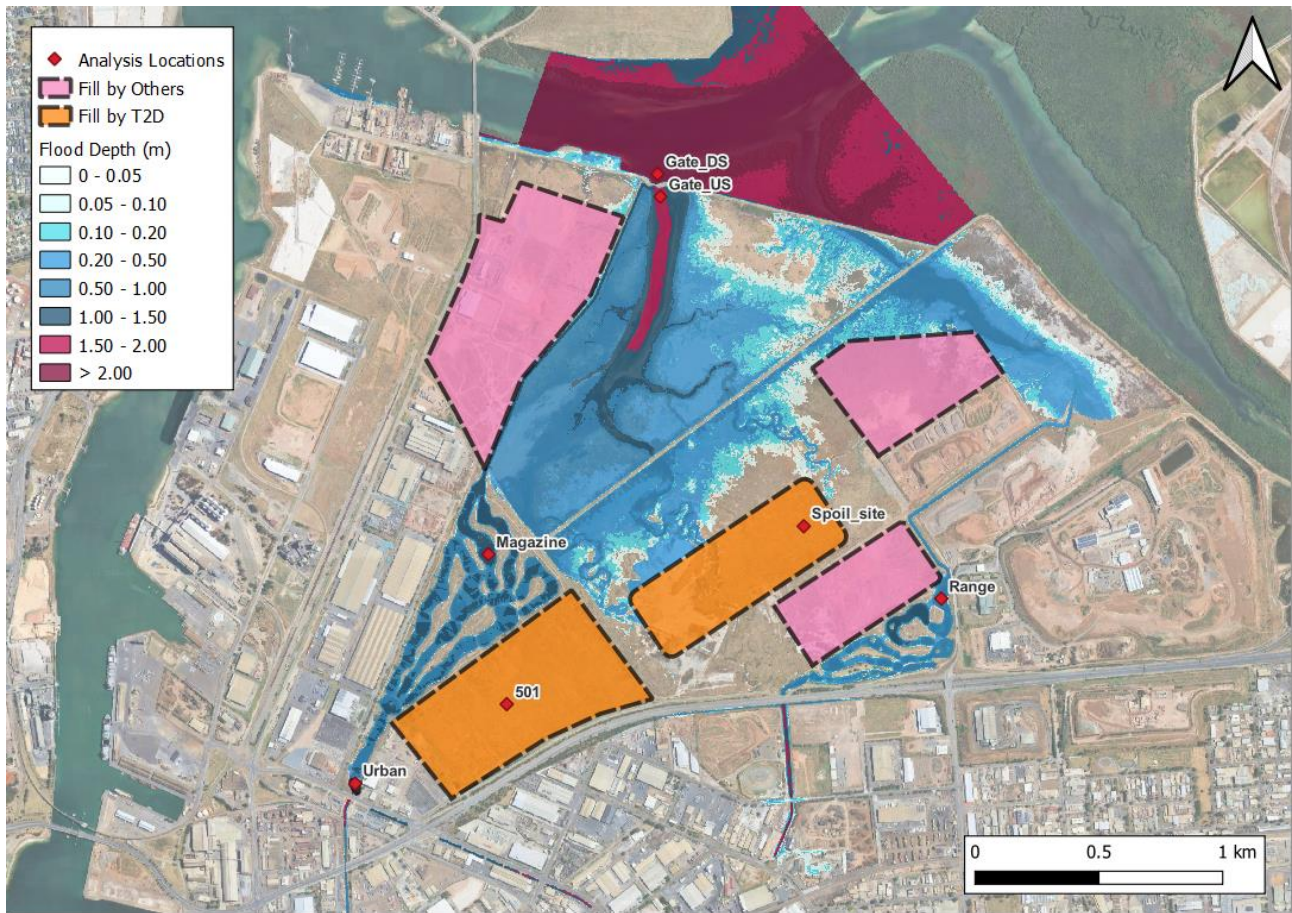 Analysis Locations
Fill by Others
Fill by T2D
Flood Depth (m)
0 - 0.05
0.05 - 0.10
0.10 - 0.20
0.20 - 0.50
0.50 - 1.00
1.00 - 1.50
1.50 - 2.00
> 2.00
Gate_DS
Gate_US
Spoil_site
Magazine
Range
501
Urban
0 0.5 1 km